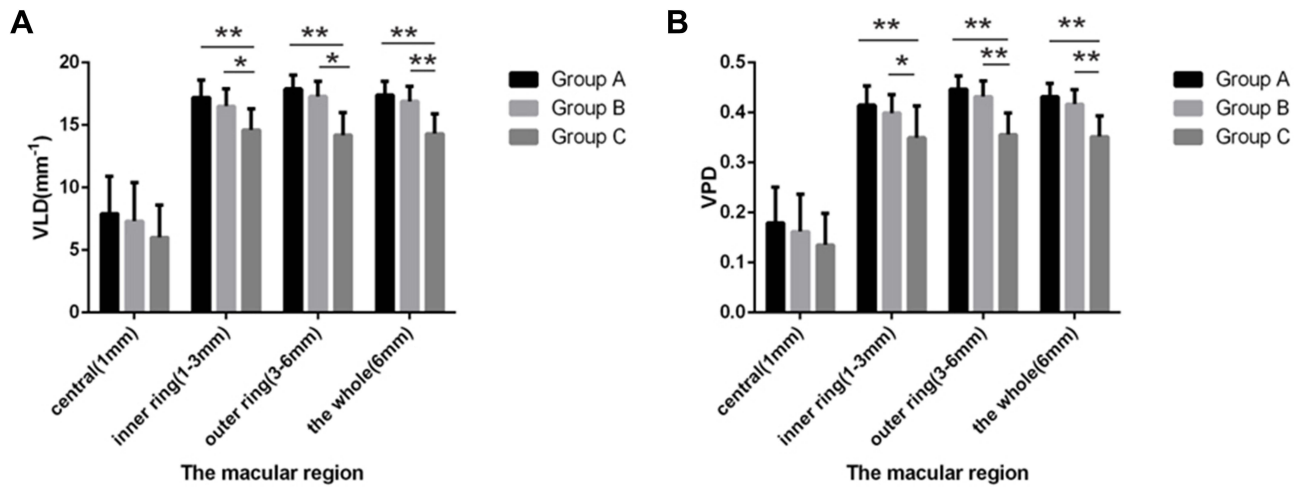 A
** ** **
* * **
20
15
10
5
0
VLD(mm-1)
central(1mm)
inner ring(1-3mm)
outer ring(3-6mm)
the whole(6mm)
The macular region
Group A
Group B
Group C
B
** ** **
* ** **
0.5
0.4
0.3
0.2
0.1
0.0
VPD
central(1mm)
inner ring(1-3mm)
outer ring(3-6mm)
the whole(6mm)
The macular region
Group A
Group B
Group C